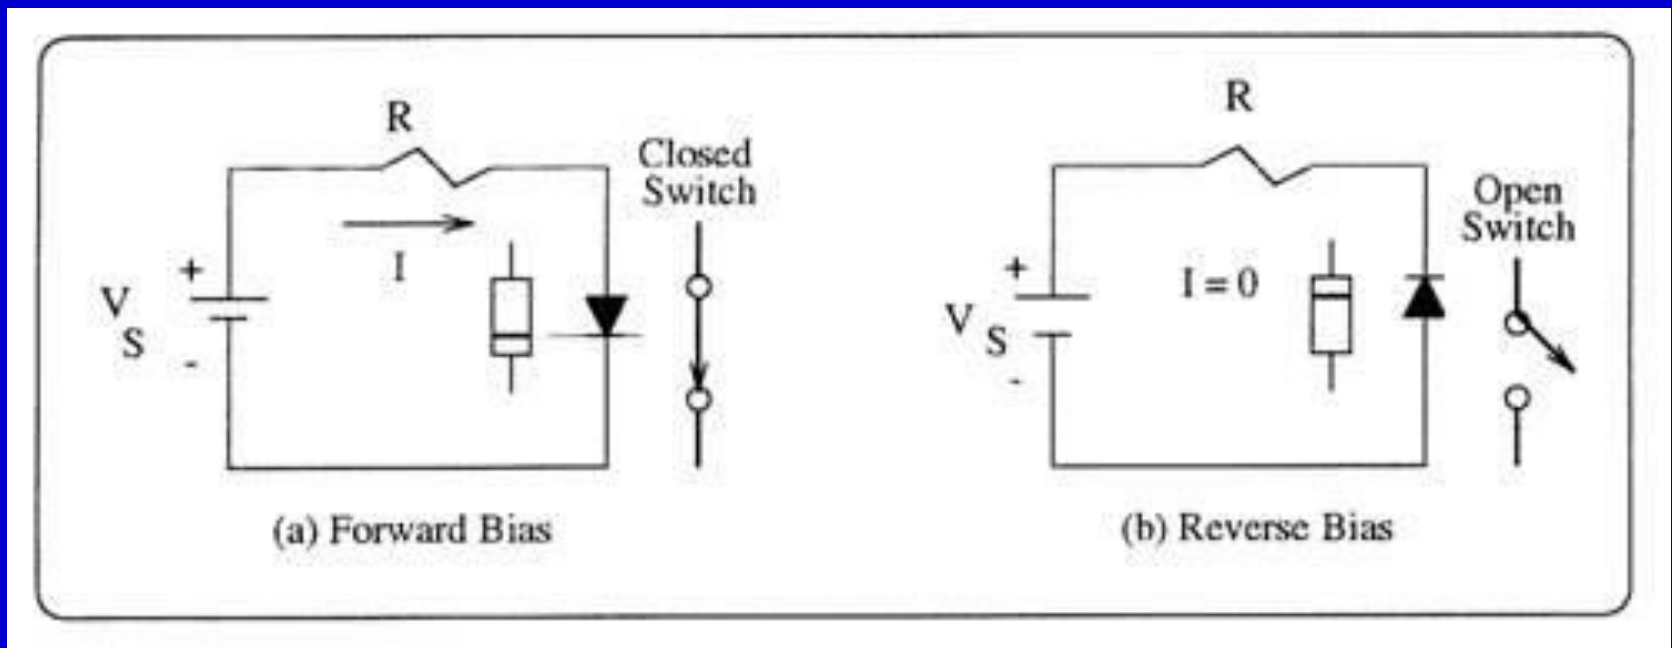 R
Closed
Switch
I
+
V
S
-
(a) Forward Bias
R
Open
Switch
I = 0
+
V
S
-
(b) Reverse Bias